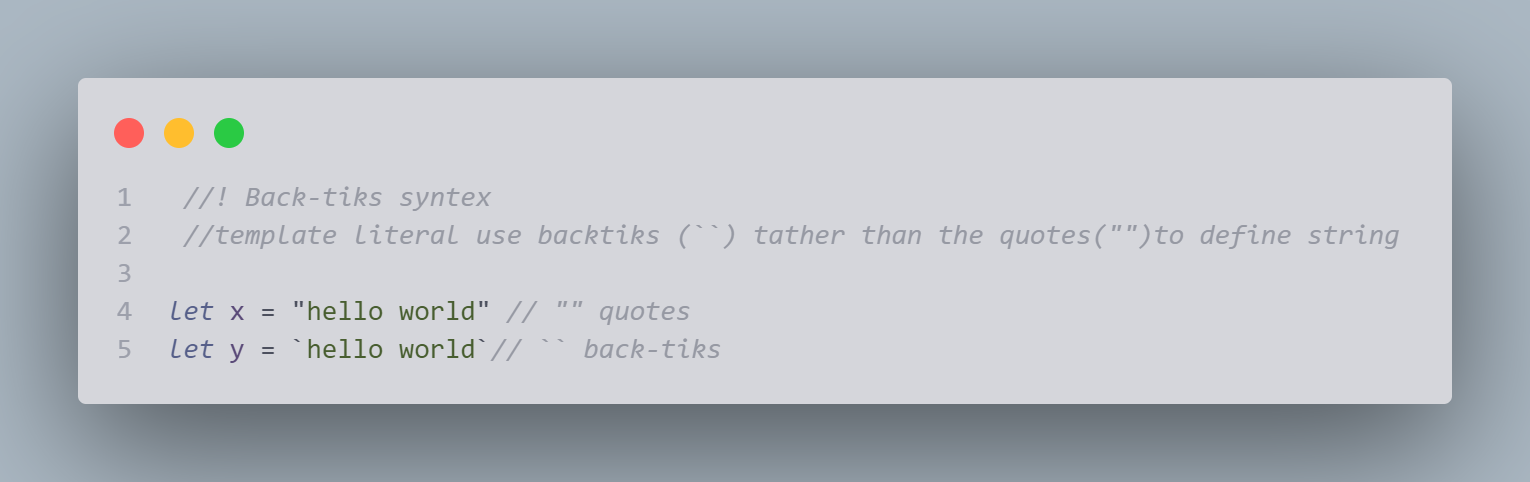 1 //! Back-tiks syntex
2 //template literal use backtiks (``) tather than the quotes("")to define string
3
4 let x = "hello world" // "" quotes
5 let y = `hello world`// `` back-tiks